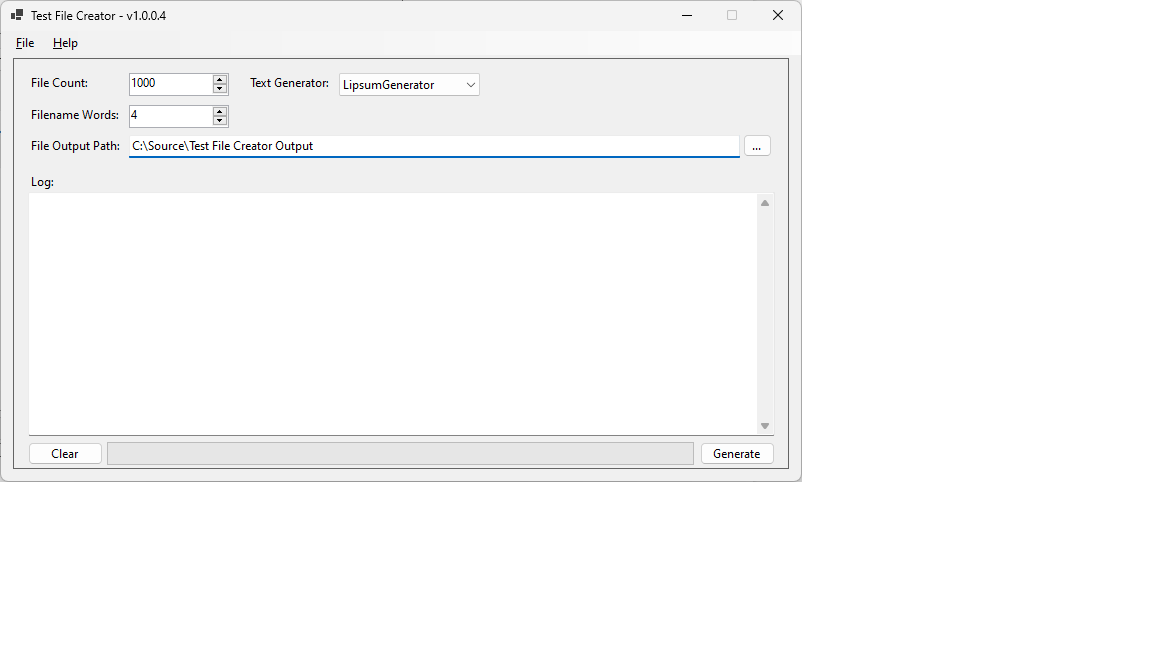 Test File Creator - v1.0.0.4
File Help
File Count: 1000 Text Generator: LipsumGenerator
Filename Words: 4
File Output Path: C:\Source\Test File Creator Output ...
Log:
Clear Generate